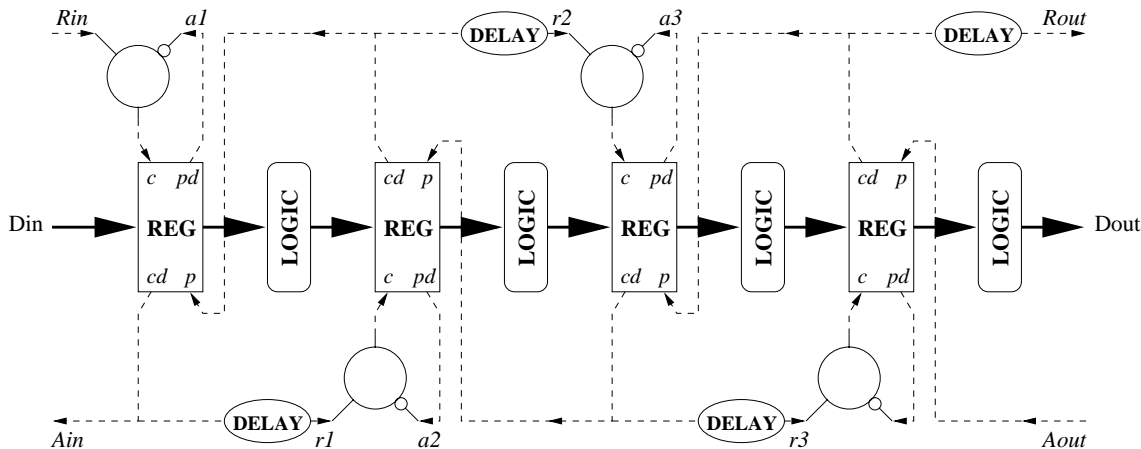 Rin a1 DELAY r2 a3 DELAY Rout
c pd cd p c pd cd p
Din REG LOGIC REG LOGIC REG LOGIC REG LOGIC Dout
cd p c pd cd p c pd
Ain DELAY r1 a2 DELAY r3 Aout